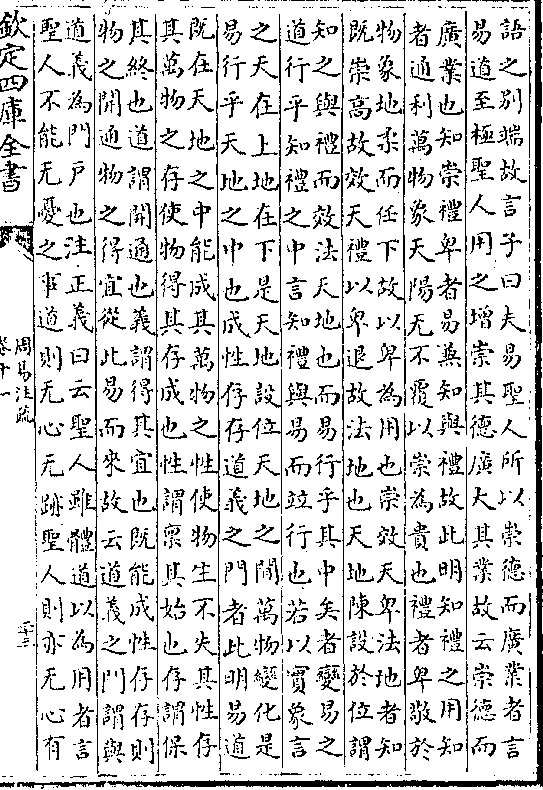 語之别端故言子曰夫易聖人所以崇德而廣業者言
易道至極聖人用之增崇其德廣大其業故云崇德而
廣業也知崇禮卑者易兼知與禮故此明知禮之用知
者通利萬物象天陽无不覆以崇為貴也禮者卑敬於
物象地柔而在下故以卑為用也崇效天卑法地者知
既崇高故效天禮以卑退故法地也天地陳設於位謂
知之與禮而效法天地也而易行乎其中矣者變易之
道行乎知禮之中言知禮與易而竝行也若以實象言
之天在上地在下是天地設位天地之間萬物變化是
易行乎天地之中也成性存存道義之門者此明易道
既在天地之中能成其萬物之性使物生不失其性存
其萬物之存使物得其存成也性謂禀其始也存謂保
其終也道謂開通也義謂得其宜也既能成性存存則
物之開通物之得宜從此易而來故云道義之門謂與
道義為門户也注正義曰云聖人雖體道以為用者言
聖人不能无憂之事道則无心无跡聖人則亦无心有
欽定四庫全書
周易注疏
卷十一
二十三